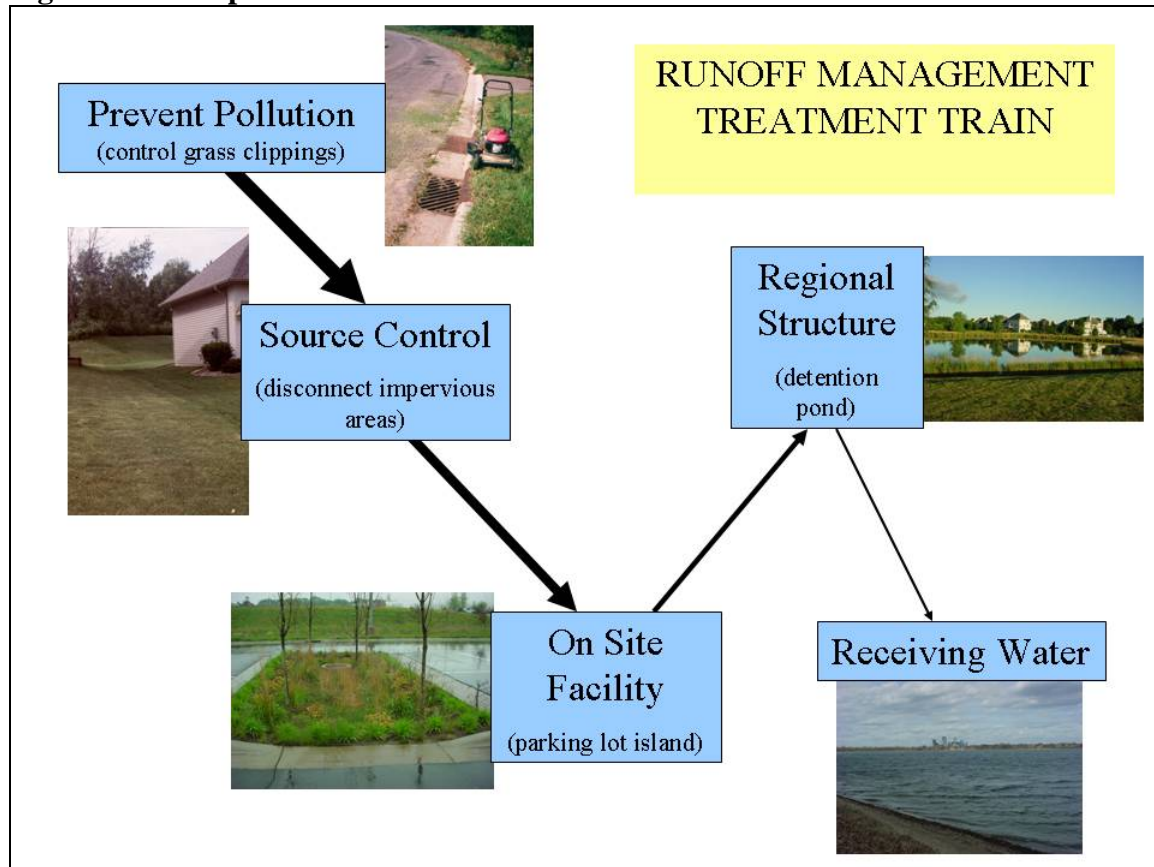 RUNOFF MANAGEMENT
TREATMENT TRAIN
Prevent Pollution
(control grass clippings)
Source Control
(disconnect impervious
areas)
On Site
Facility
(parking lot island)
Regional
Structure
(detention
pond)
Receiving Water